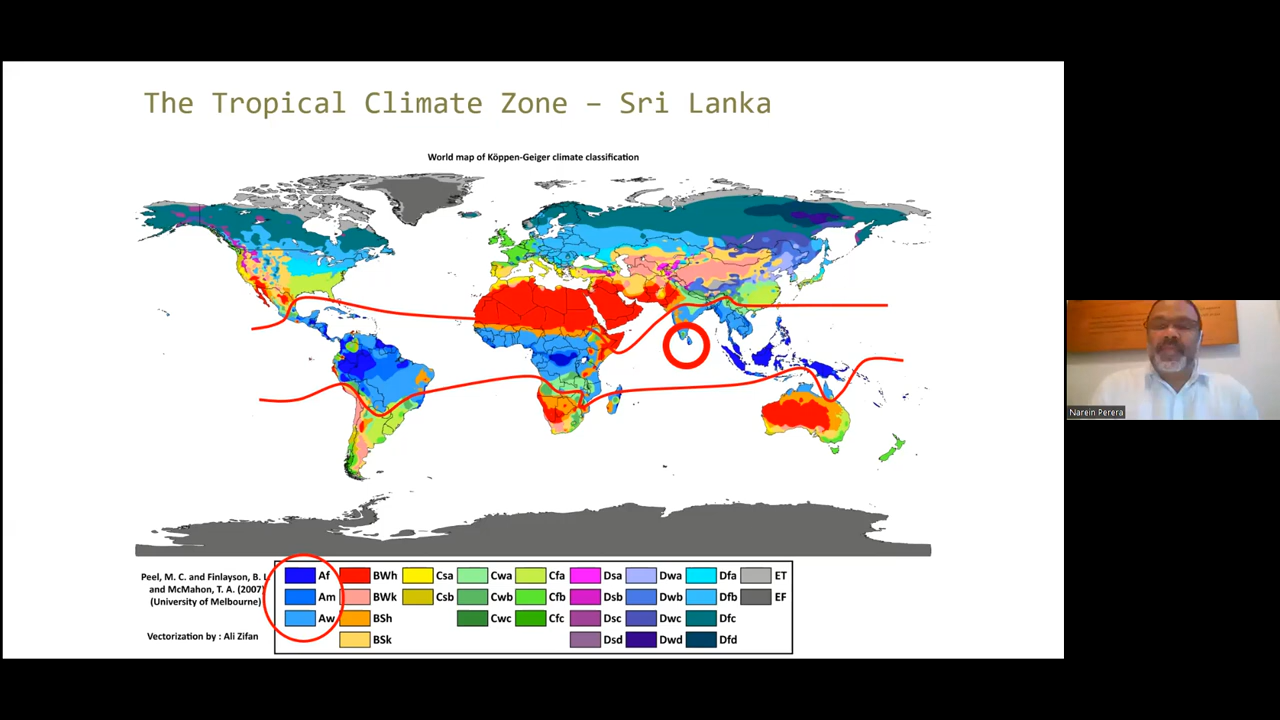 The Tropical Climate Zone – Sri Lanka
World map of Köppen-Geiger climate classification
Narein Perera
Peel, M. C. and Finlayson, B. L
and McMahon, T. A. (2007)
(University of Melbourne)
Vectorization by : Ali Zifan
Af BWh Csa Cwa Cfa Dsa Dwa Dfa ET
Am BWk Csb Cwb Cfb Dsb Dwb Dfb EF
Aw BSh Cwc Cfc Dsc Dwc Dfc
BSk Dsd Dwd Dfd